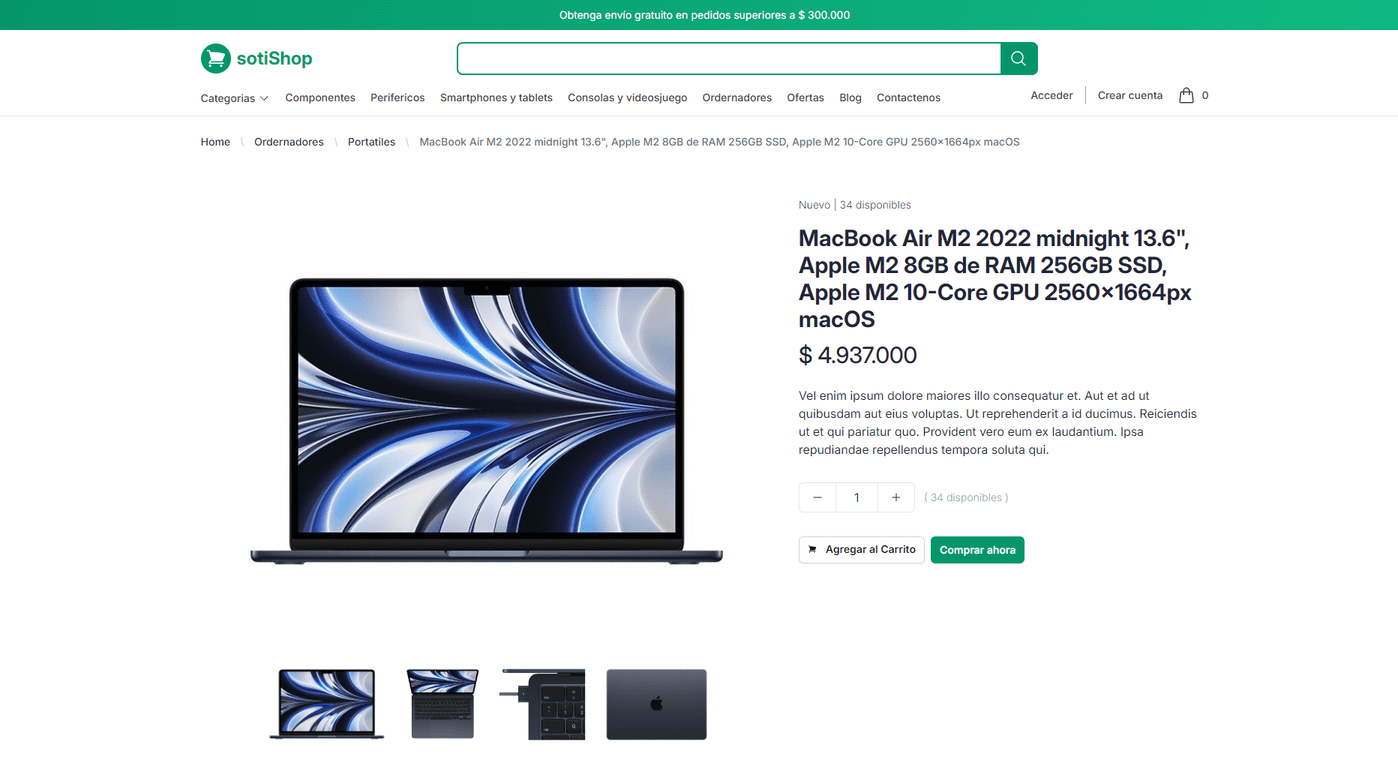 Obtenga envío gratuito en pedidos superiores a $ 300.000
sotiShop
Categorias Componentes Perifericos Smartphones y tablets Consolas y videosjuego Ordernadores Ofertas Blog Contactenos Acceder Crear cuenta 0
Home \ Ordernadores \ Portatiles \ MacBook Air M2 2022 midnight 13.6", Apple M2 8GB de RAM 256GB SSD, Apple M2 10-Core GPU 2560×1664px macOS
Nuevo | 34 disponibles
MacBook Air M2 2022 midnight 13.6",
Apple M2 8GB de RAM 256GB SSD,
Apple M2 10-Core GPU 2560×1664px
macOS
$ 4.937.000
Vel enim ipsum dolore maiores illo consequatur et. Aut et ad ut
quibusdam aut eius voluptas. Ut reprehenderit a id ducimus. Reiciendis
ut et qui pariatur quo. Provident vero eum ex laudantium. Ipsa
repudiandae repellendus tempora soluta qui.
− 1 + ( 34 disponibles )
Agregar al Carrito Comprar ahora